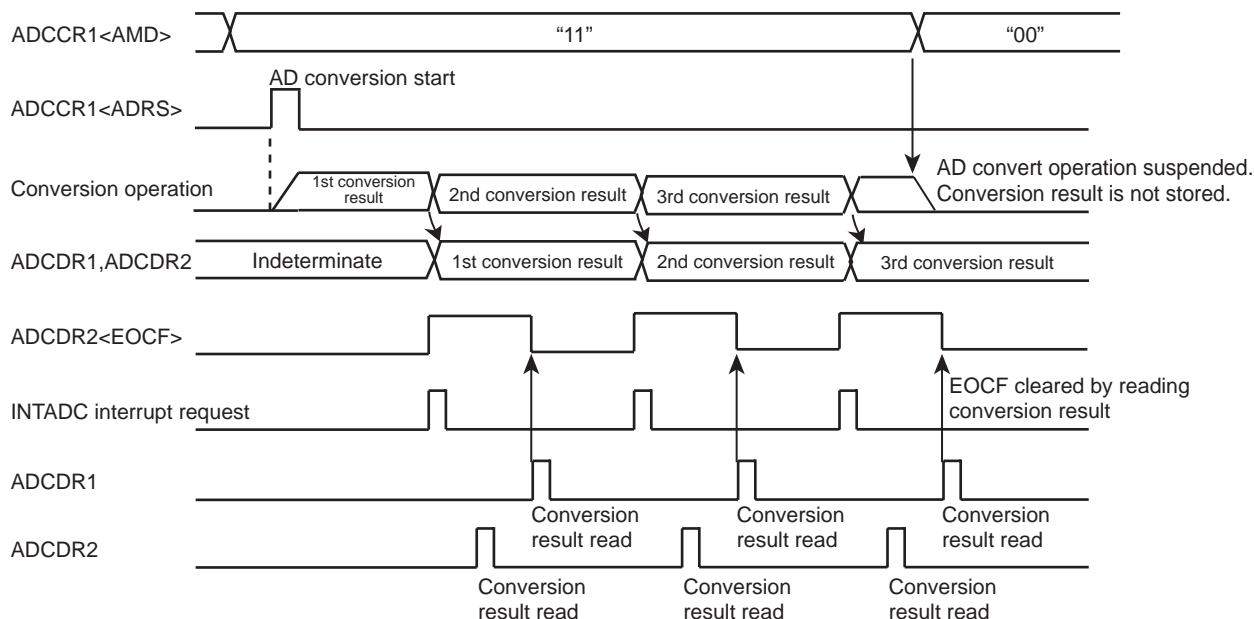 ADCCR1<AMD>
“11”
“00”
AD conversion start
ADCCR1<ADRS>
AD convert operation suspended.
Conversion result is not stored.
Conversion operation
1st conversion
result
2nd conversion result
3rd conversion result
ADCDR1,ADCDR2
Indeterminate
1st conversion result
2nd conversion result
3rd conversion result
ADCDR2<EOCF>
EOCF cleared by reading
conversion result
INTADC interrupt request
ADCDR1
Conversion
result read
Conversion
result read
Conversion
result read
ADCDR2
Conversion
result read
Conversion
result read
Conversion
result read